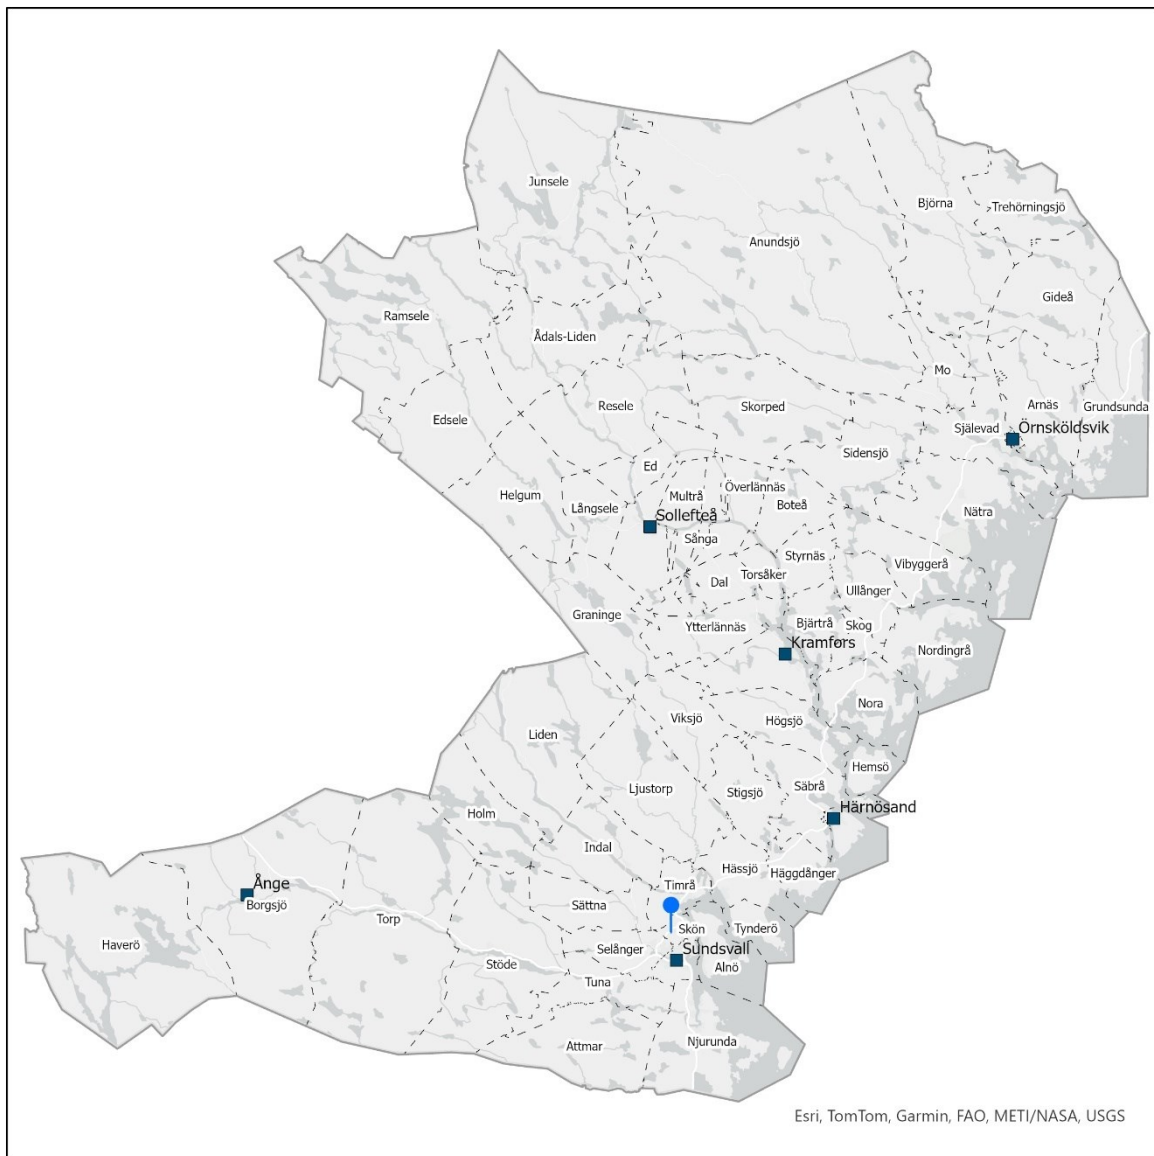 Junsele
Björna
Trehörningsjö
Anundsjö
Gideå
Ramsele
Ådals-Liden
Mo
Edsele
Resele
Skorped
Arnäs
Grundsunda
Själevad
Örnsköldsvik
Sidensjö
Ed
Helgum
Långsele
Multrå
Överlännäs
Boteå
Nätra
Sollefteå
Sånga
Styrnäs
Vibyggerå
Dal
Torsåker
Ullånger
Graninge
Ytterlännäs
Bjärtrå
Skog
Kramfors
Nordingrå
Nora
Viksjö
Högsjö
Liden
Hemsö
Ljustorp
Stigsjö
Säbrå
Härnösand
Holm
Indal
Hässjö
Häggdånger
Timrå
Ånge
Borgsjö
Sättna
Torp
Skön
Tynderö
Haverö
Selånger
Sundsvall
Stöde
Alnö
Tuna
Attmar
Njurunda
Esri, TomTom, Garmin, FAO, METI/NASA, USGS